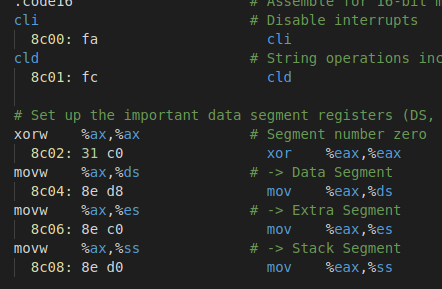 .code16                     # Assemble for 16-bit m
cli                         # Disable interrupts
  8c00: fa                    cli
cld                         # String operations inc
  8c01: fc                    cld

# Set up the important data segment registers (DS,
xorw    %ax,%ax             # Segment number zero
  8c02: 31 c0                 xor    %eax,%eax
movw    %ax,%ds             # -> Data Segment
  8c04: 8e d8                 mov    %eax,%ds
movw    %ax,%es             # -> Extra Segment
  8c06: 8e c0                 mov    %eax,%es
movw    %ax,%ss             # -> Stack Segment
  8c08: 8e d0                 mov    %eax,%ss